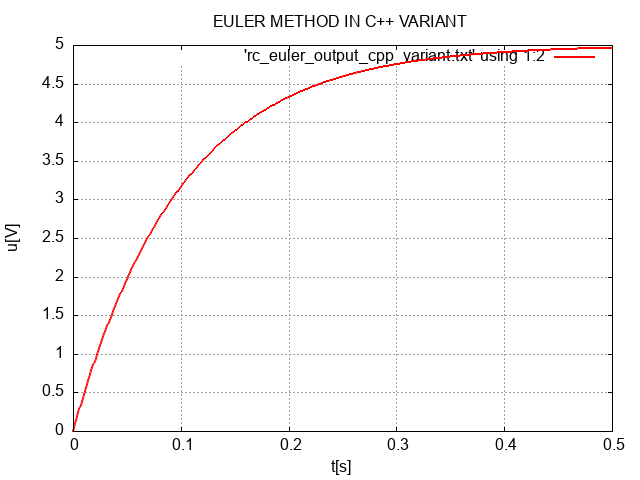 EULER METHOD IN C++ VARIANT
'rc_euler_output_cpp_variant.txt' using 1:2
5
4.5
4
3.5
3
2.5
2
1.5
1
0.5
0
u[V]
0 0.1 0.2 0.3 0.4 0.5
t[s]